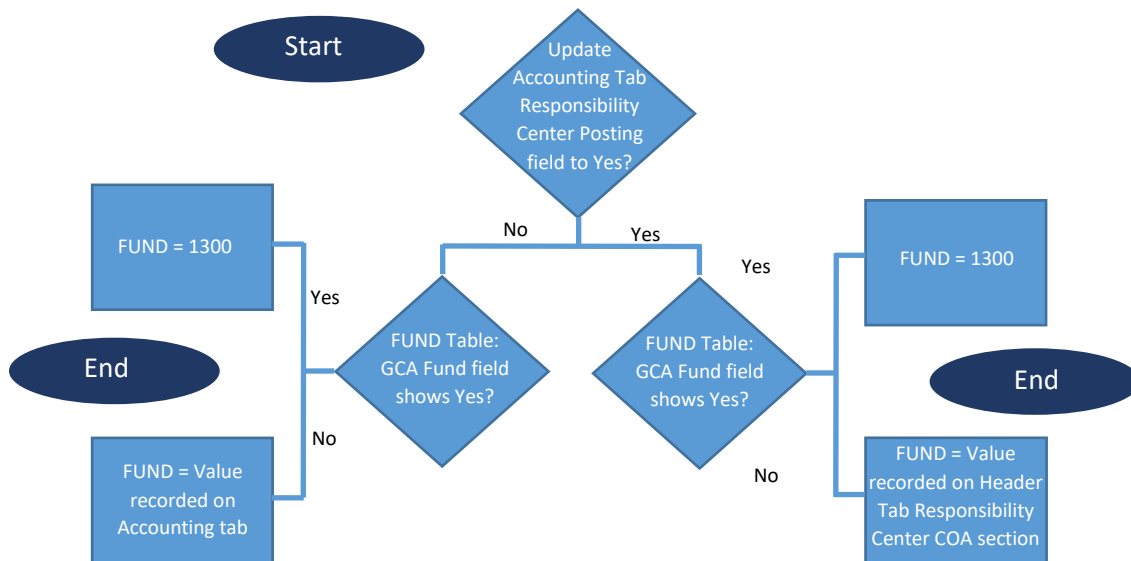 Start
Update
Accounting Tab
Responsibility
Center Posting
field to Yes?
No
Yes
FUND = 1300
Yes
Yes
FUND = 1300
End
FUND Table:
GCA Fund field
shows Yes?
FUND Table:
GCA Fund field
shows Yes?
End
No
No
FUND = Value
recorded on
Accounting tab
FUND = Value
recorded on Header
Tab Responsibility
Center COA section